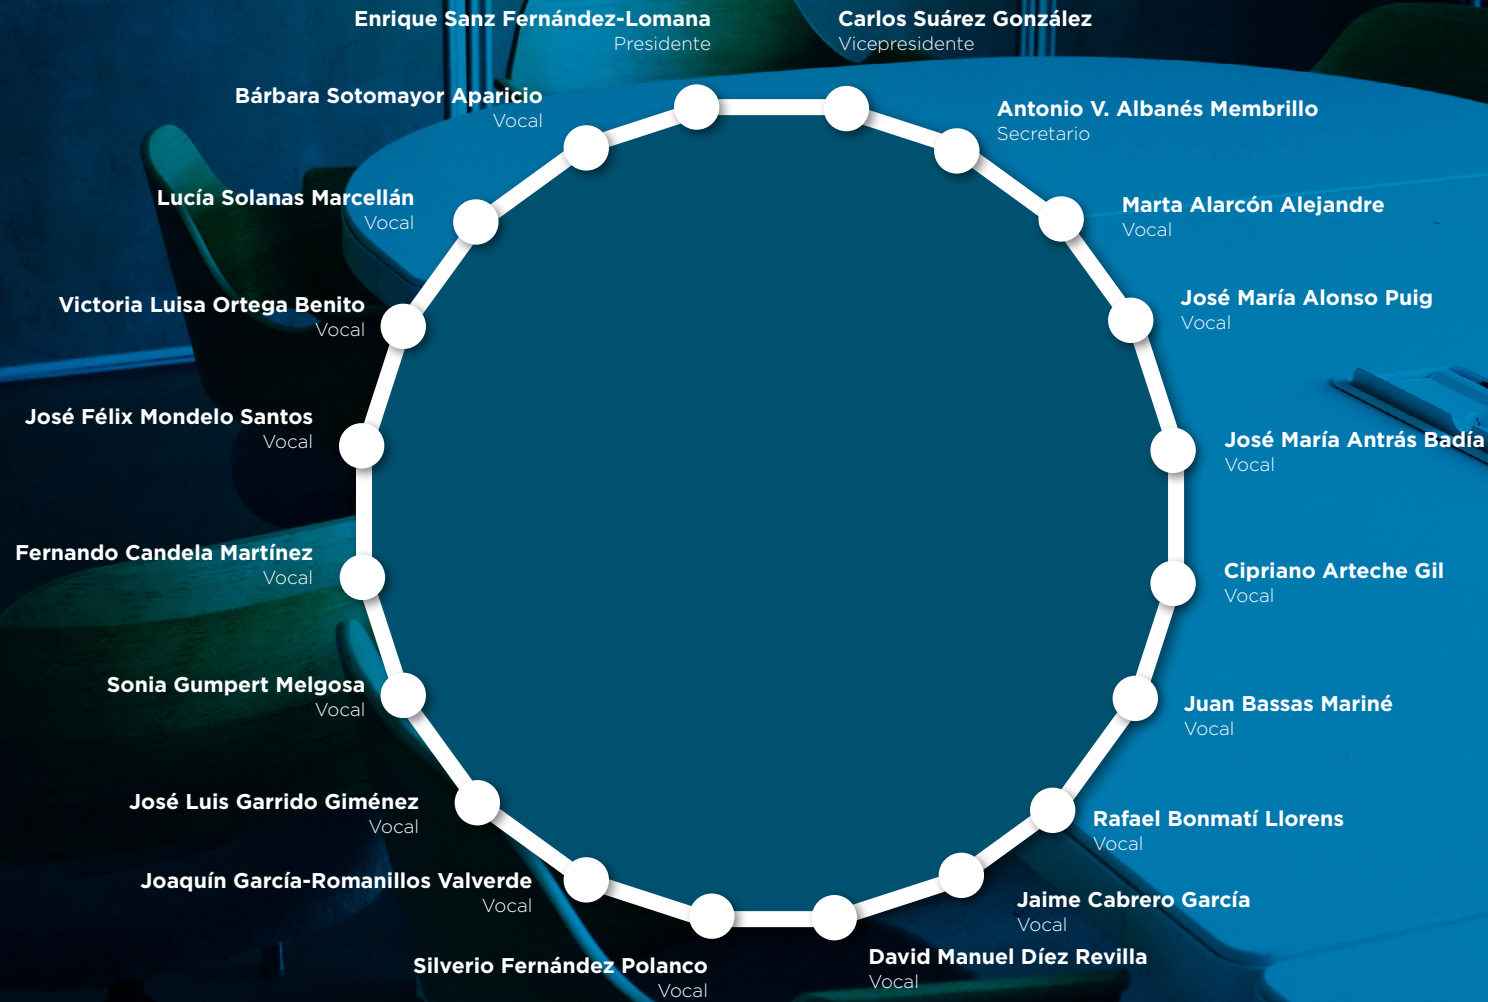 Enrique Sanz Fernández-Lomana
Presidente
Carlos Suárez González
Vicepresidente
Antonio V. Albanés Membrillo
Secretario
Marta Alarcón Alejandre
Vocal
José María Alonso Puig
Vocal
José María Antrás Badía
Vocal
Cipriano Arteche Gil
Vocal
Juan Bassas Mariné
Vocal
Rafael Bonmatí Llorens
Vocal
Jaime Cabrero García
Vocal
David Manuel Díez Revilla
Vocal
Silverio Fernández Polanco
Vocal
Joaquín García-Romanillos Valverde
Vocal
José Luis Garrido Giménez
Vocal
Sonia Gumpert Melgosa
Vocal
Fernando Candela Martínez
Vocal
José Félix Mondelo Santos
Vocal
Victoria Luisa Ortega Benito
Vocal
Lucía Solanas Marcellán
Vocal
Bárbara Sotomayor Aparicio
Vocal